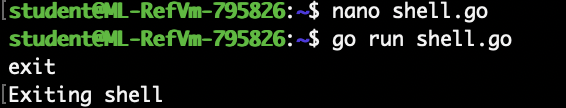 student@ML-RefVm-795826:~$ nano shell.go
student@ML-RefVm-795826:~$ go run shell.go
exit
Exiting shell